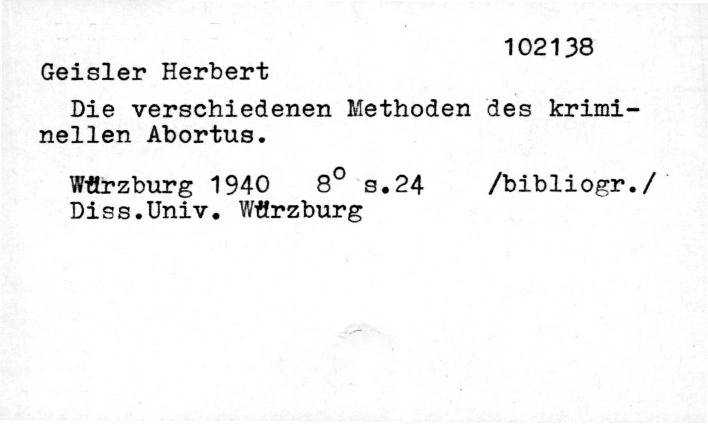 102138
Geisler Herbert
Die verschiedenen Methoden des krimi-
nellen Abortus.
Würzburg 1940 8° s.24 /bibliogr./
Diss.Univ. Würzburg